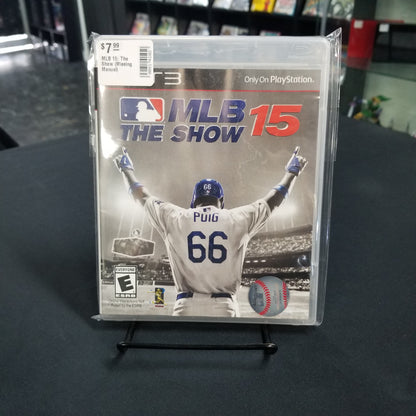 $7.99
MLB 15: The
Show (Missing
Manual)
PS3
Only On PlayStation.
MLB 15
THE SHOW
66
PUIG
66
EVERYONE
E
ESRB